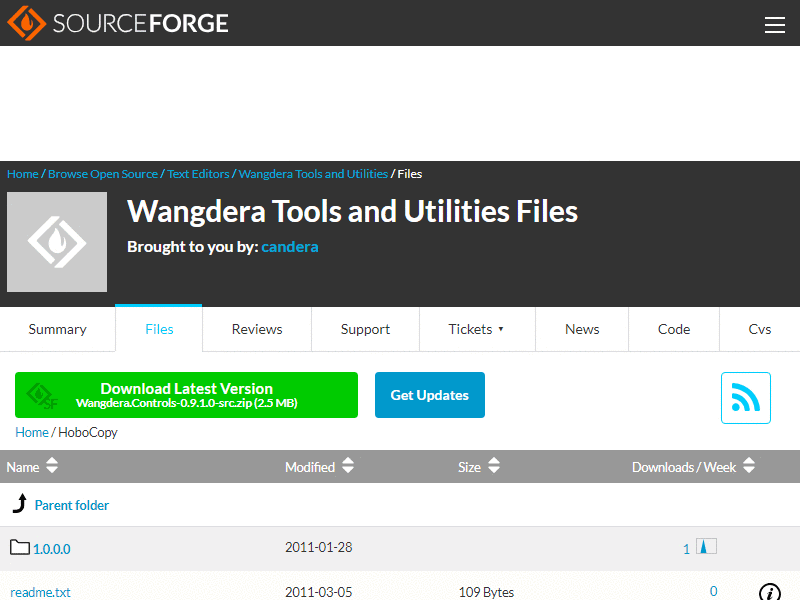 SOURCEFORGE
Home / Browse Open Source / Text Editors / Wangdera Tools and Utilities / Files
Wangdera Tools and Utilities Files
Brought to you by: candera
Summary Files Reviews Support Tickets ▾ News Code Cvs
Download Latest Version
Wangdera.Controls-0.9.1.0-src.zip (2.5 MB)
SF
Get Updates
Home / HoboCopy
Name Modified Size Downloads / Week
Parent folder
1.0.0.0 2011-01-28 1
readme.txt 2011-03-05 109 Bytes 0 i